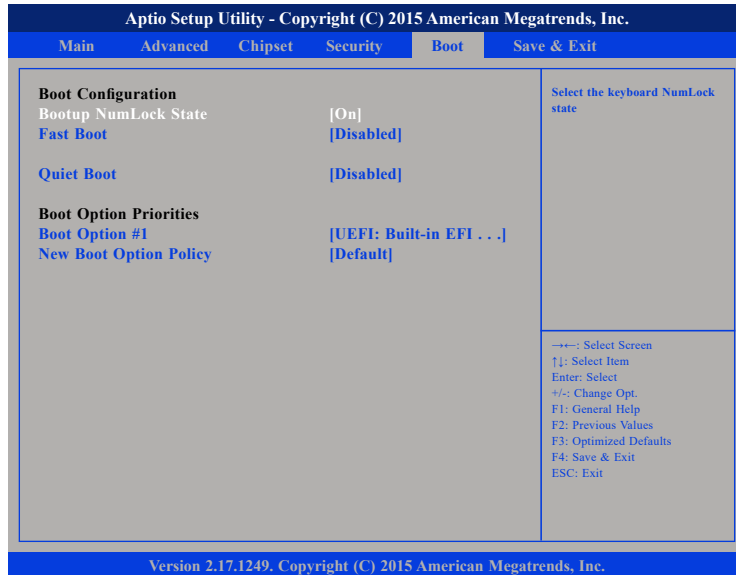 Aptio Setup Utility - Copyright (C) 2015 American Megatrends, Inc.
Main Advanced Chipset Security Boot Save & Exit
Boot Configuration
Bootup NumLock State [On]
Fast Boot [Disabled]
Quiet Boot [Disabled]
Boot Option Priorities
Boot Option #1 [UEFI: Built-in EFI . . .]
New Boot Option Policy [Default]
Select the keyboard NumLock
state
→←: Select Screen
↑↓: Select Item
Enter: Select
+/-: Change Opt.
F1: General Help
F2: Previous Values
F3: Optimized Defaults
F4: Save & Exit
ESC: Exit
Version 2.17.1249. Copyright (C) 2015 American Megatrends, Inc.